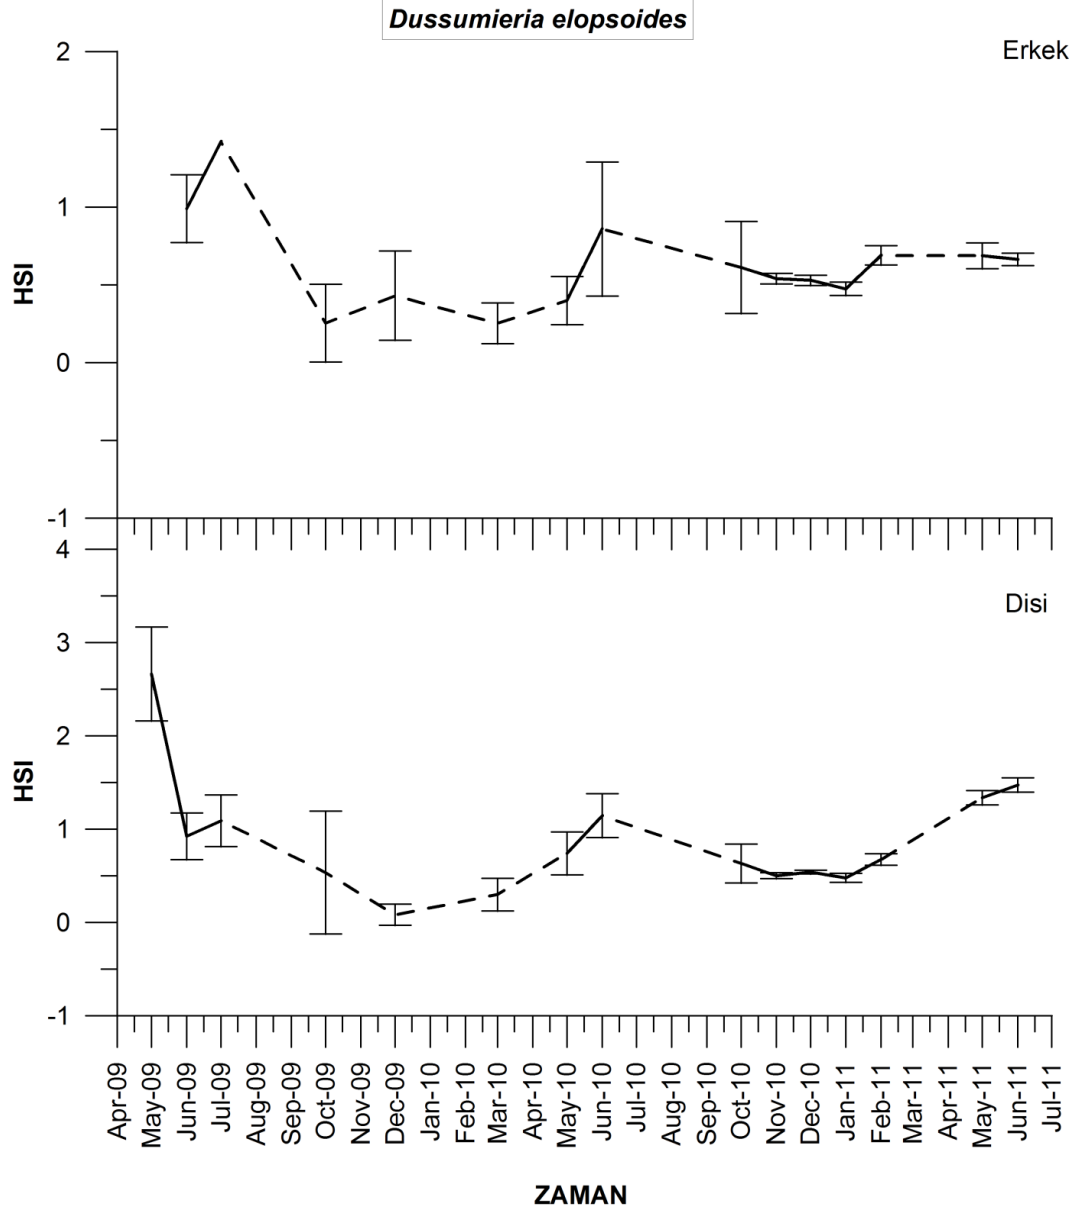 Dussumieria elopsoides
Erkek
2
1
0
-1
HSI
Disi
4
3
2
1
0
-1
HSI
Apr-09
May-09
Jun-09
Jul-09
Aug-09
Sep-09
Oct-09
Nov-09
Dec-09
Jan-10
Feb-10
Mar-10
Apr-10
May-10
Jun-10
Jul-10
Aug-10
Sep-10
Oct-10
Nov-10
Dec-10
Jan-11
Feb-11
Mar-11
Apr-11
May-11
Jun-11
Jul-11
ZAMAN